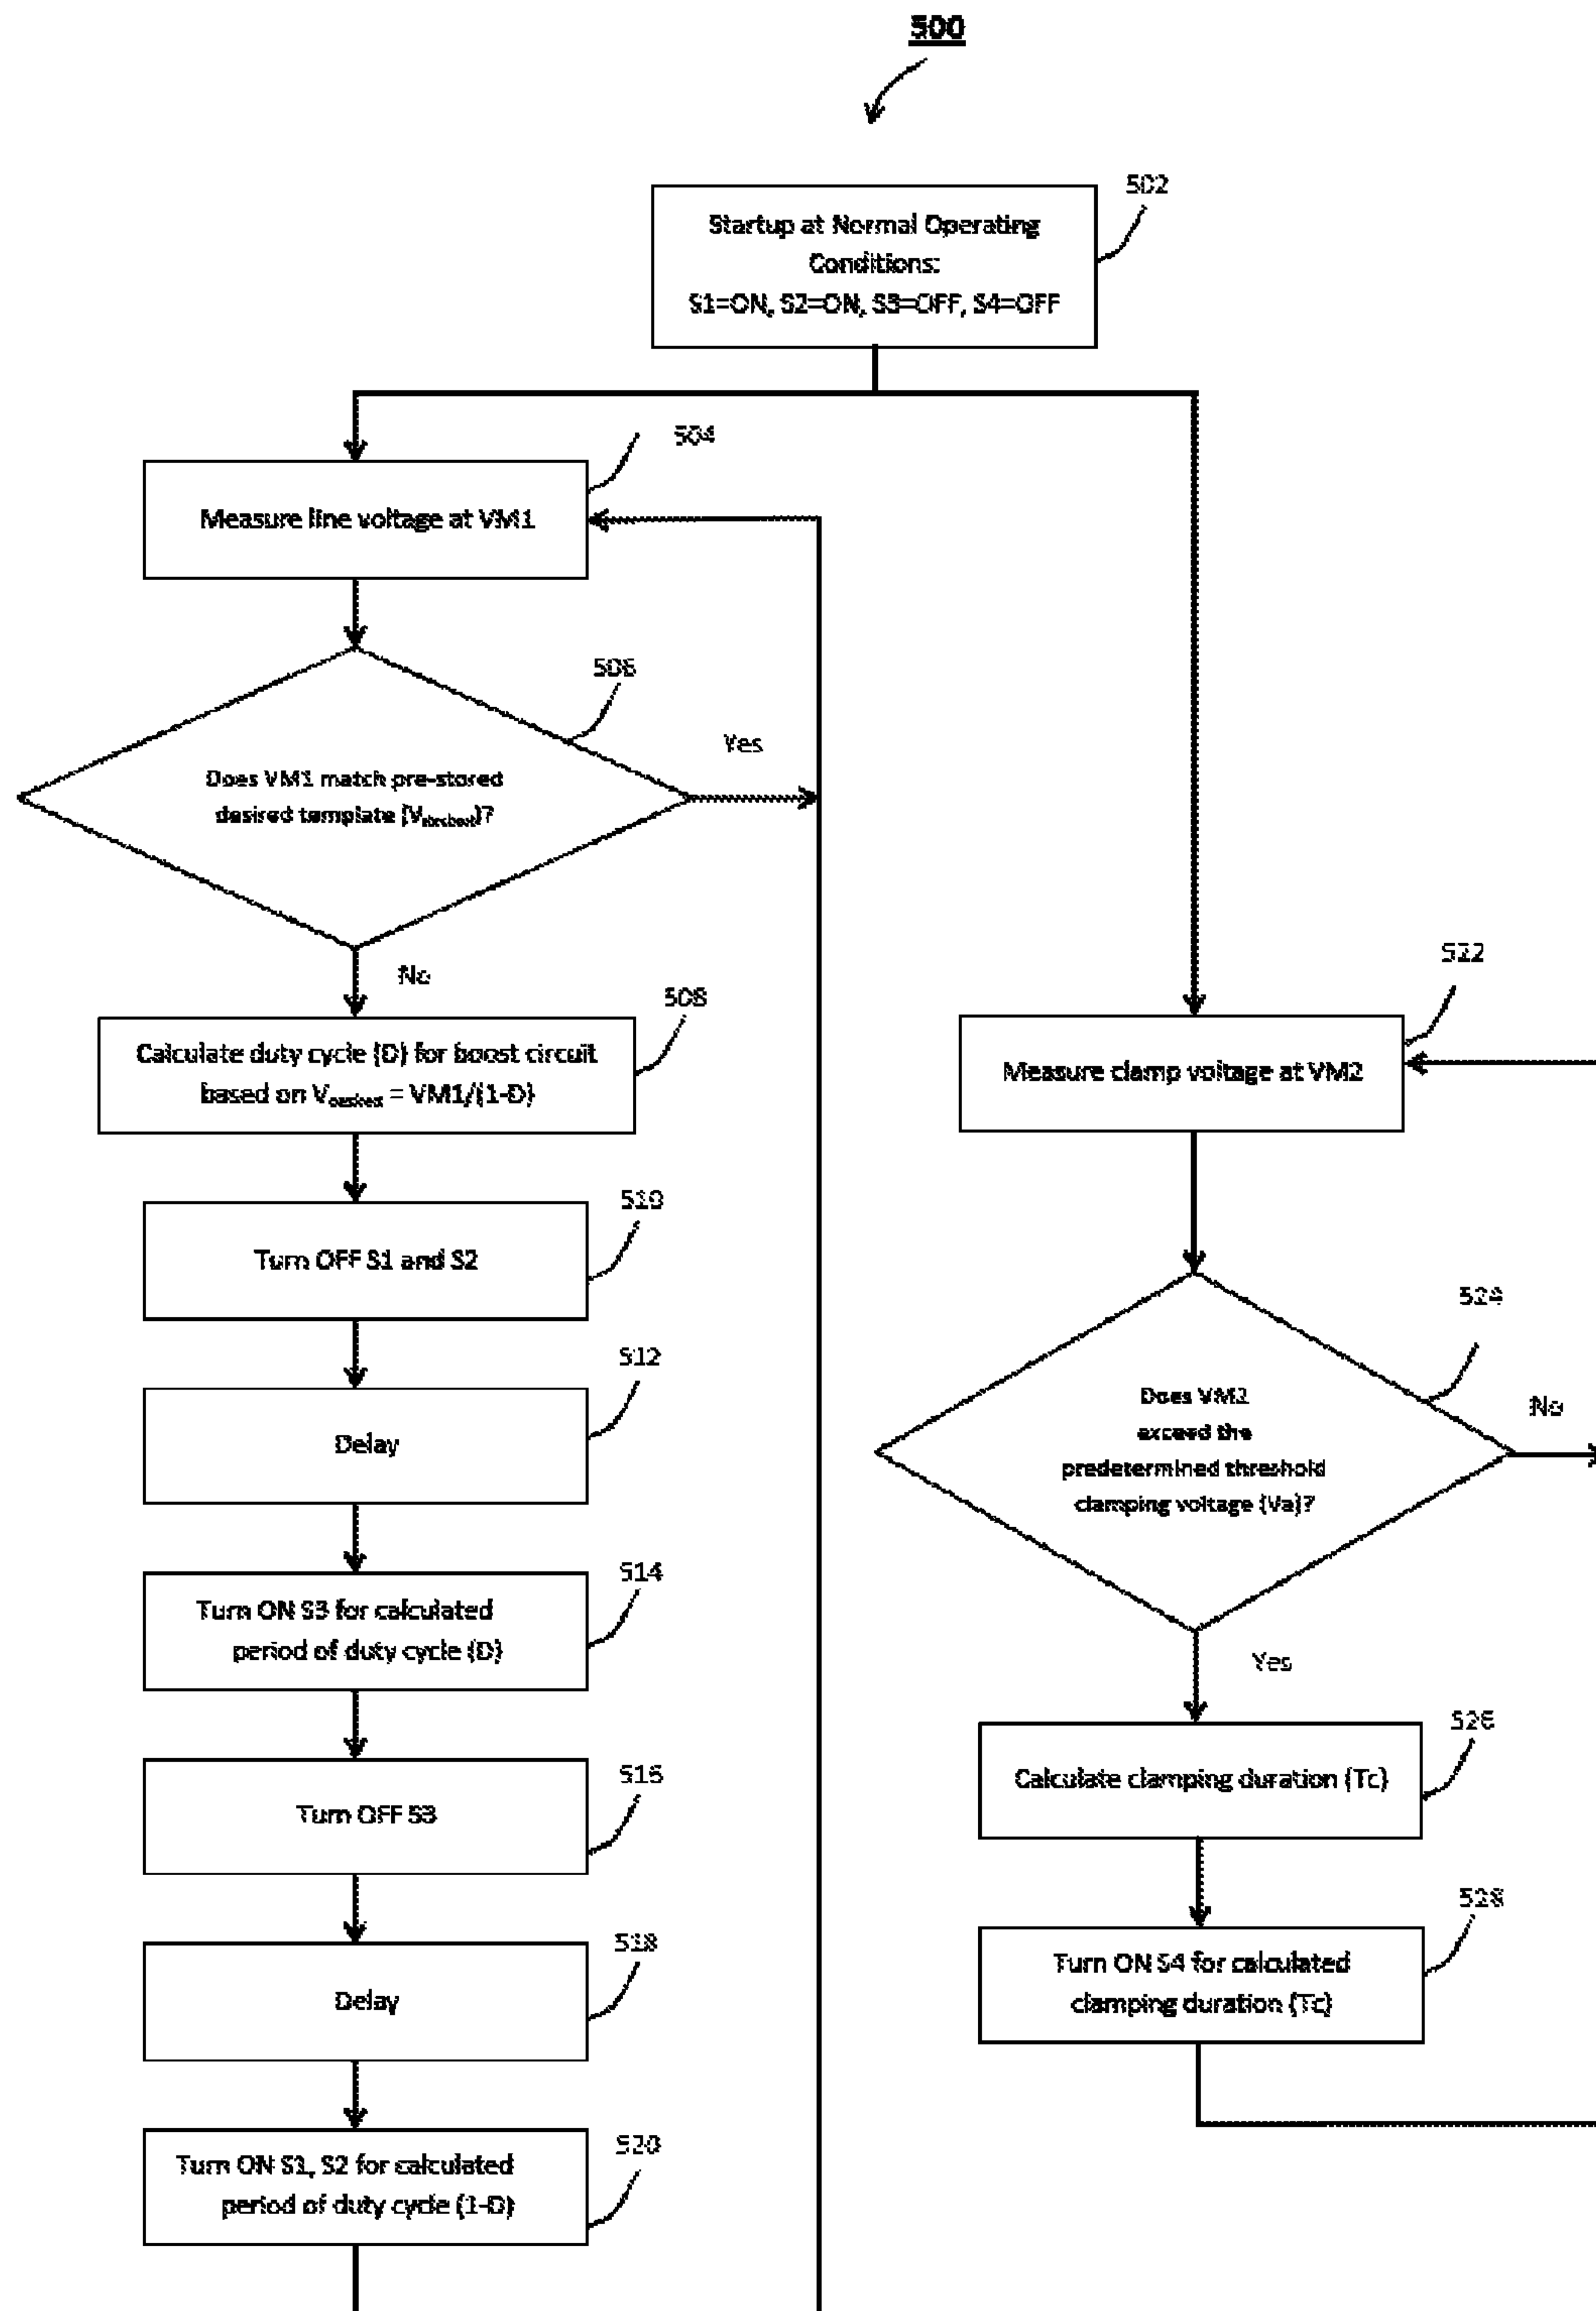 500
502
Startup at Normal Operating
Conditions:
S1=ON, S2=ON, S3=OFF, S4=OFF
504
Measure line voltage at VM1
506
Yes
Does VM1 match pre-stored
desired template (Vdesired)?
No
508
Calculate duty cycle (D) for boost circuit
based on Vdesired = VM1/(1-D)
510
Turn OFF S1 and S2
512
Delay
514
Turn ON S3 for calculated
period of duty cycle (D)
516
Turn OFF S3
518
Delay
520
Turn ON S1, S2 for calculated
period of duty cycle (1-D)
522
Measure clamp voltage at VM2
524
No
Does VM2
exceed the
predetermined threshold
clamping voltage (Va)?
Yes
526
Calculate clamping duration (Tc)
528
Turn ON S4 for calculated
clamping duration (Tc)